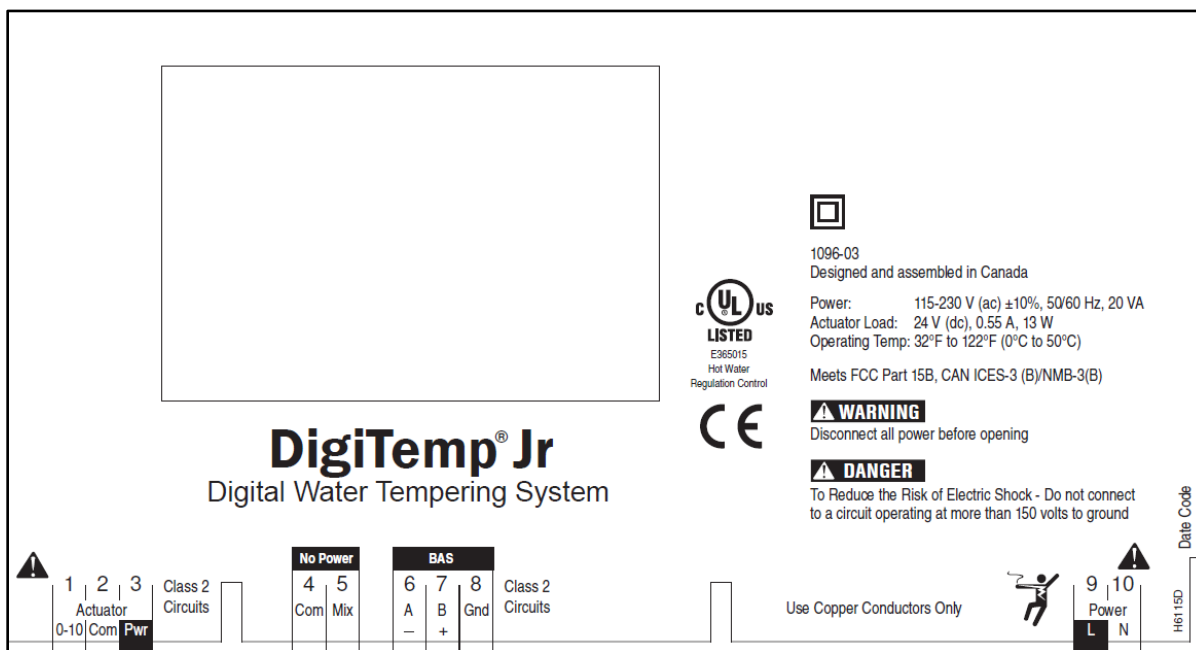 1096-03
Designed and assembled in Canada
Power: 115-230 V (ac) ±10%, 50/60 Hz, 20 VA
Actuator Load: 24 V (dc), 0.55 A, 13 W
Operating Temp: 32°F to 122°F (0°C to 50°C)
Meets FCC Part 15B, CAN ICES-3 (B)/NMB-3(B)
C UL® US
LISTED
E365015
Hot Water
Regulation Control
CE
WARNING
Disconnect all power before opening
DANGER
To Reduce the Risk of Electric Shock - Do not connect
to a circuit operating at more than 150 volts to ground
DigiTemp® Jr
Digital Water Tempering System
1 2 3
Actuator
0-10 Com Pwr
Class 2
Circuits
No Power
4 5
Com Mix
BAS
6 7 8
A B Gnd
– +
Class 2
Circuits
Use Copper Conductors Only
9 10
Power
L N
Date Code
H6115D